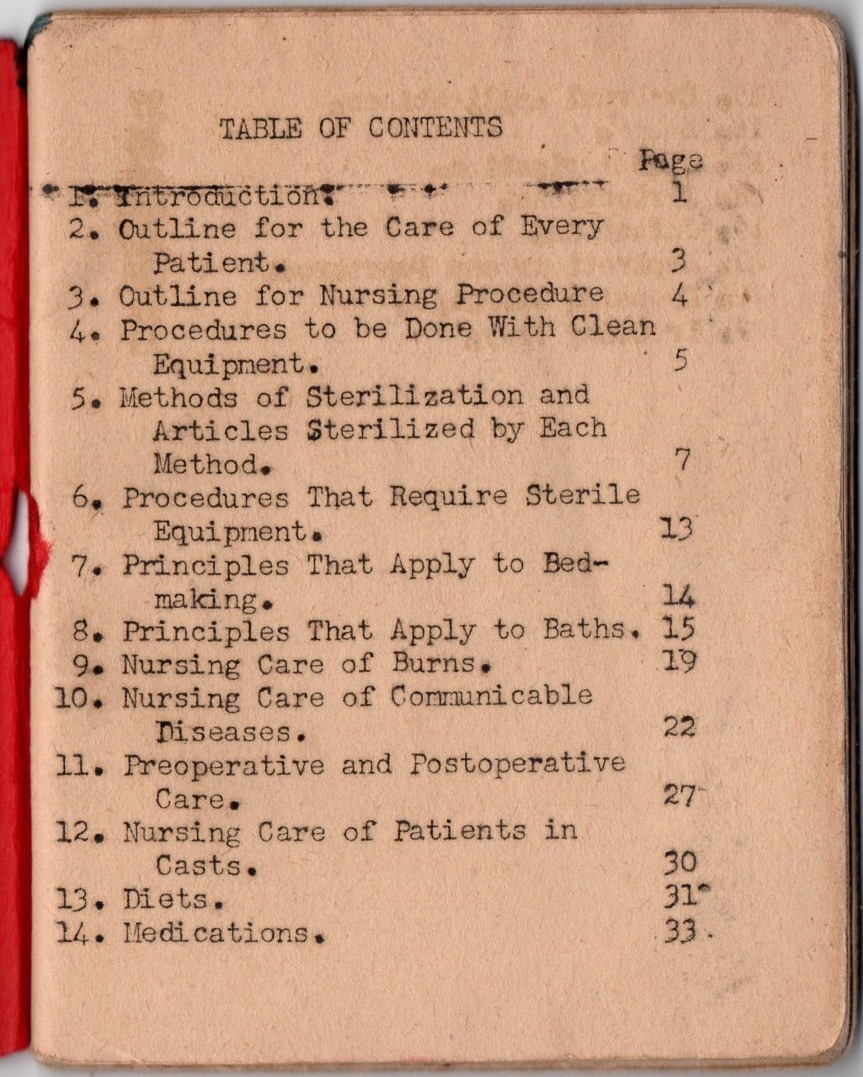 TABLE OF CONTENTS
Page
1. Introduction. 1
2. Outline for the Care of Every
Patient. 3
3. Outline for Nursing Procedure 4
4. Procedures to be Done With Clean
Equipment. 5
5. Methods of Sterilization and
Articles Sterilized by Each
Method. 7
6. Procedures That Require Sterile
Equipment. 13
7. Principles That Apply to Bed-
making. 14
8. Principles That Apply to Baths. 15
9. Nursing Care of Burns. 19
10. Nursing Care of Communicable
Diseases. 22
11. Preoperative and Postoperative
Care. 27
12. Nursing Care of Patients in
Casts. 30
13. Diets. 31
14. Medications. 33